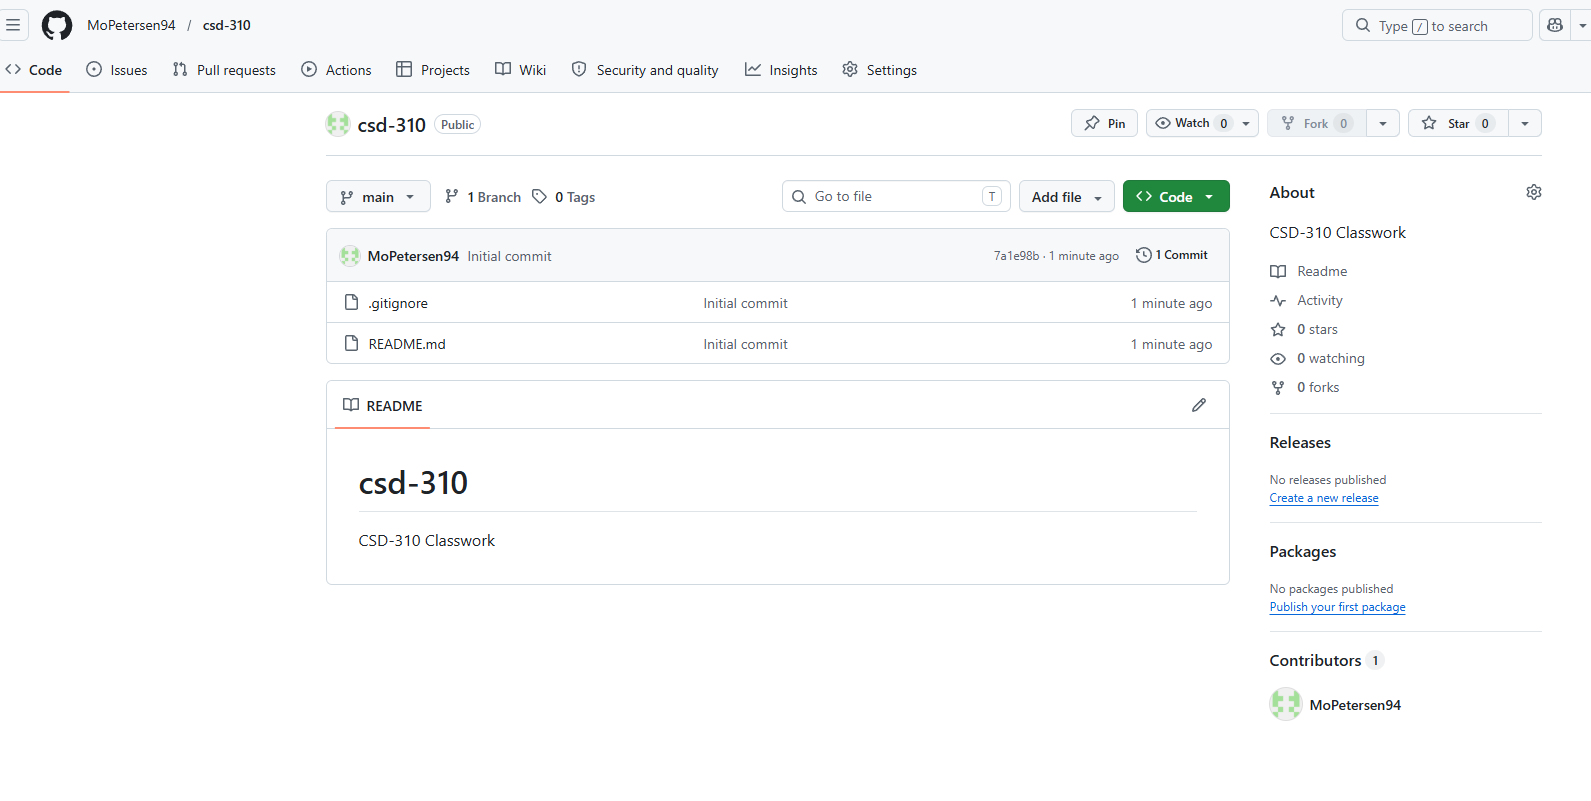 MoPetersen94 / csd-310 Type / to search
Code Issues Pull requests Actions Projects Wiki Security and quality Insights Settings
csd-310 Public Pin Watch 0 Fork 0 Star 0
main 1 Branch 0 Tags Go to file T Add file Code
MoPetersen94 Initial commit 7a1e98b · 1 minute ago 1 Commit
.gitignore Initial commit 1 minute ago
README.md Initial commit 1 minute ago
README
csd-310
CSD-310 Classwork
About
CSD-310 Classwork
Readme
Activity
0 stars
0 watching
0 forks
Releases
No releases published
Create a new release
Packages
No packages published
Publish your first package
Contributors 1
MoPetersen94